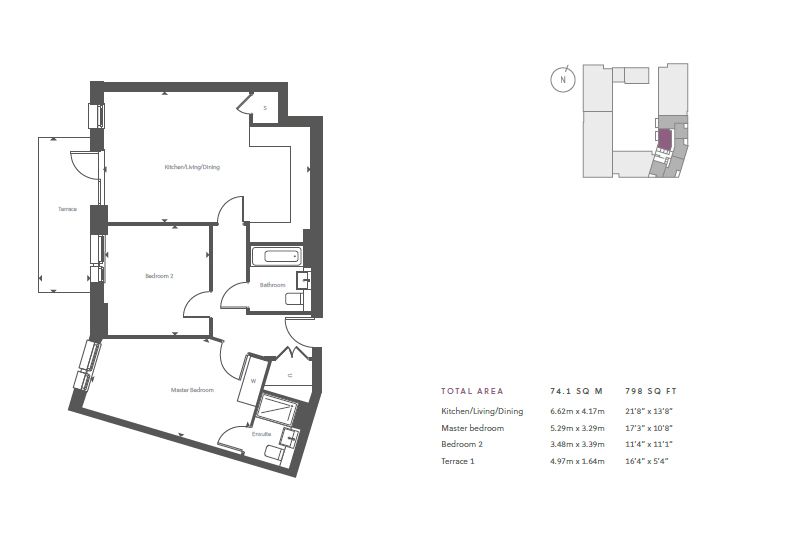 N
S
Kitchen/Living/Dining
Terrace
Bedroom 2
Bathroom
C
W
Master Bedroom
Ensuite
TOTAL AREA 74.1 SQ M 798 SQ FT
Kitchen/Living/Dining 6.62m x 4.17m 21'8" x 13'8"
Master bedroom 5.29m x 3.29m 17'3" x 10'8"
Bedroom 2 3.48m x 3.39m 11'4" x 11'1"
Terrace 1 4.97m x 1.64m 16'4" x 5'4"